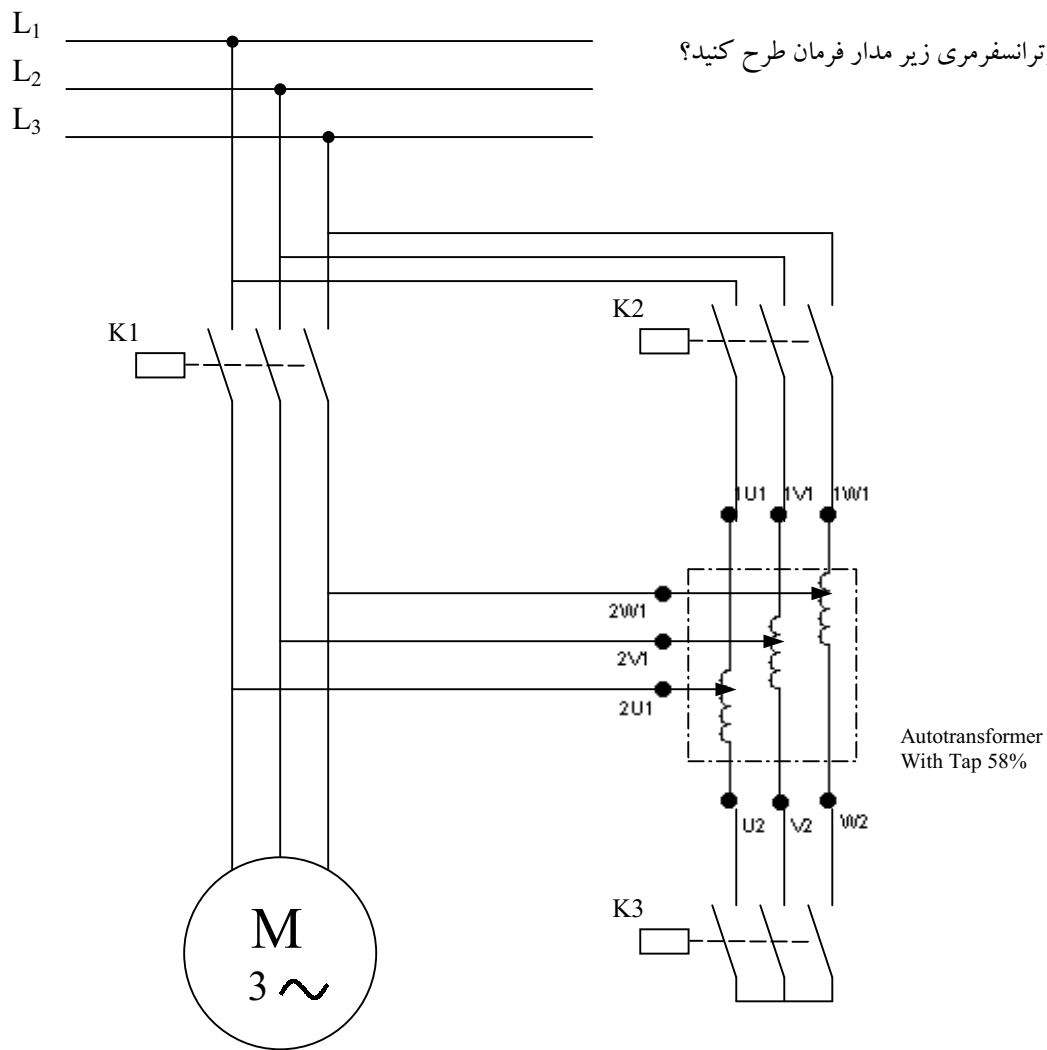 L1
وترانسفرمری زیر مدار فرمان طرح کنید؟
L2
L3
K2
K1
1U1 1V1 1W1
2W1
2V1
2U1
Autotransformer
With Tap 58%
U2 V2 W2
K3
M
3 ~